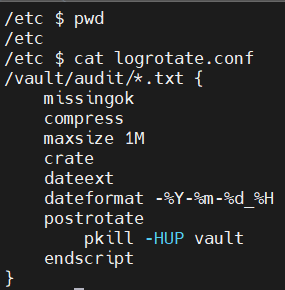 /etc $ pwd
/etc
/etc $ cat logrotate.conf
/vault/audit/*.txt {
    missingok
    compress
    maxsize 1M
    crate
    dateext
    dateformat -%Y-%m-%d_%H
    postrotate
        pkill -HUP vault
    endscript
}